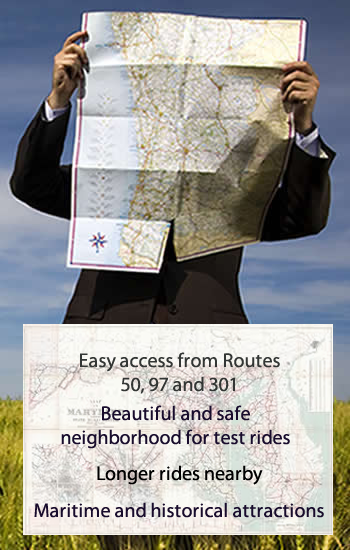 Easy access from Routes
50, 97 and 301
Beautiful and safe
neighborhood for test rides
Longer rides nearby
Maritime and historical attractions